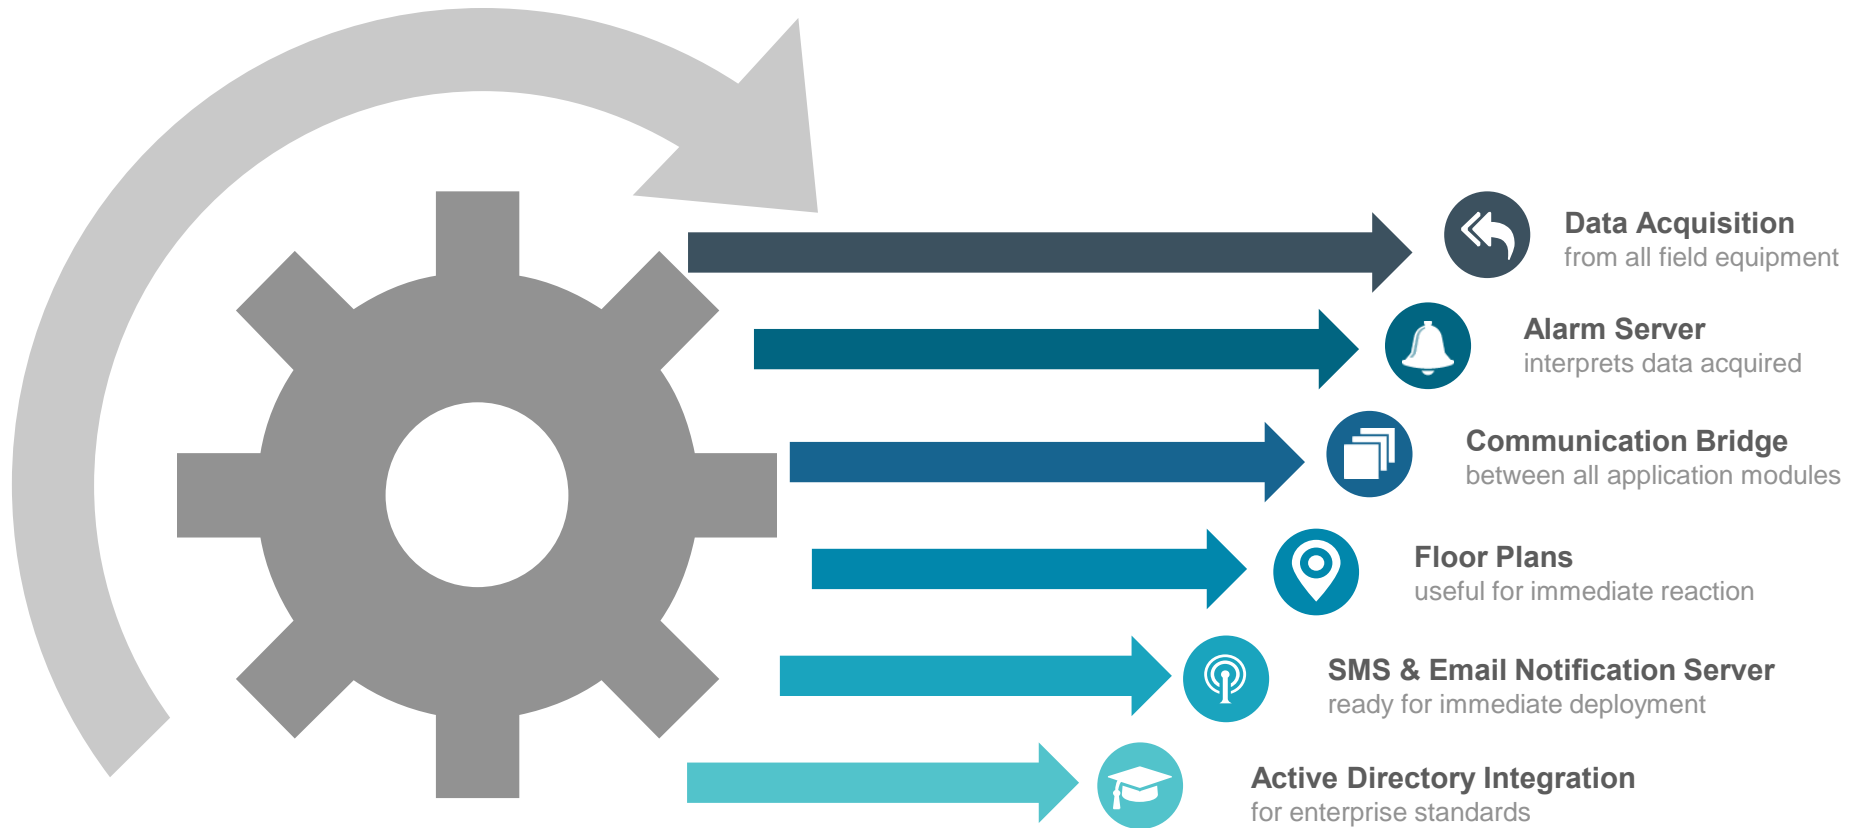 Data Acquisition
from all field equipment
Alarm Server
interprets data acquired
Communication Bridge
between all application modules
Floor Plans
useful for immediate reaction
SMS & Email Notification Server
ready for immediate deployment
Active Directory Integration
for enterprise standards